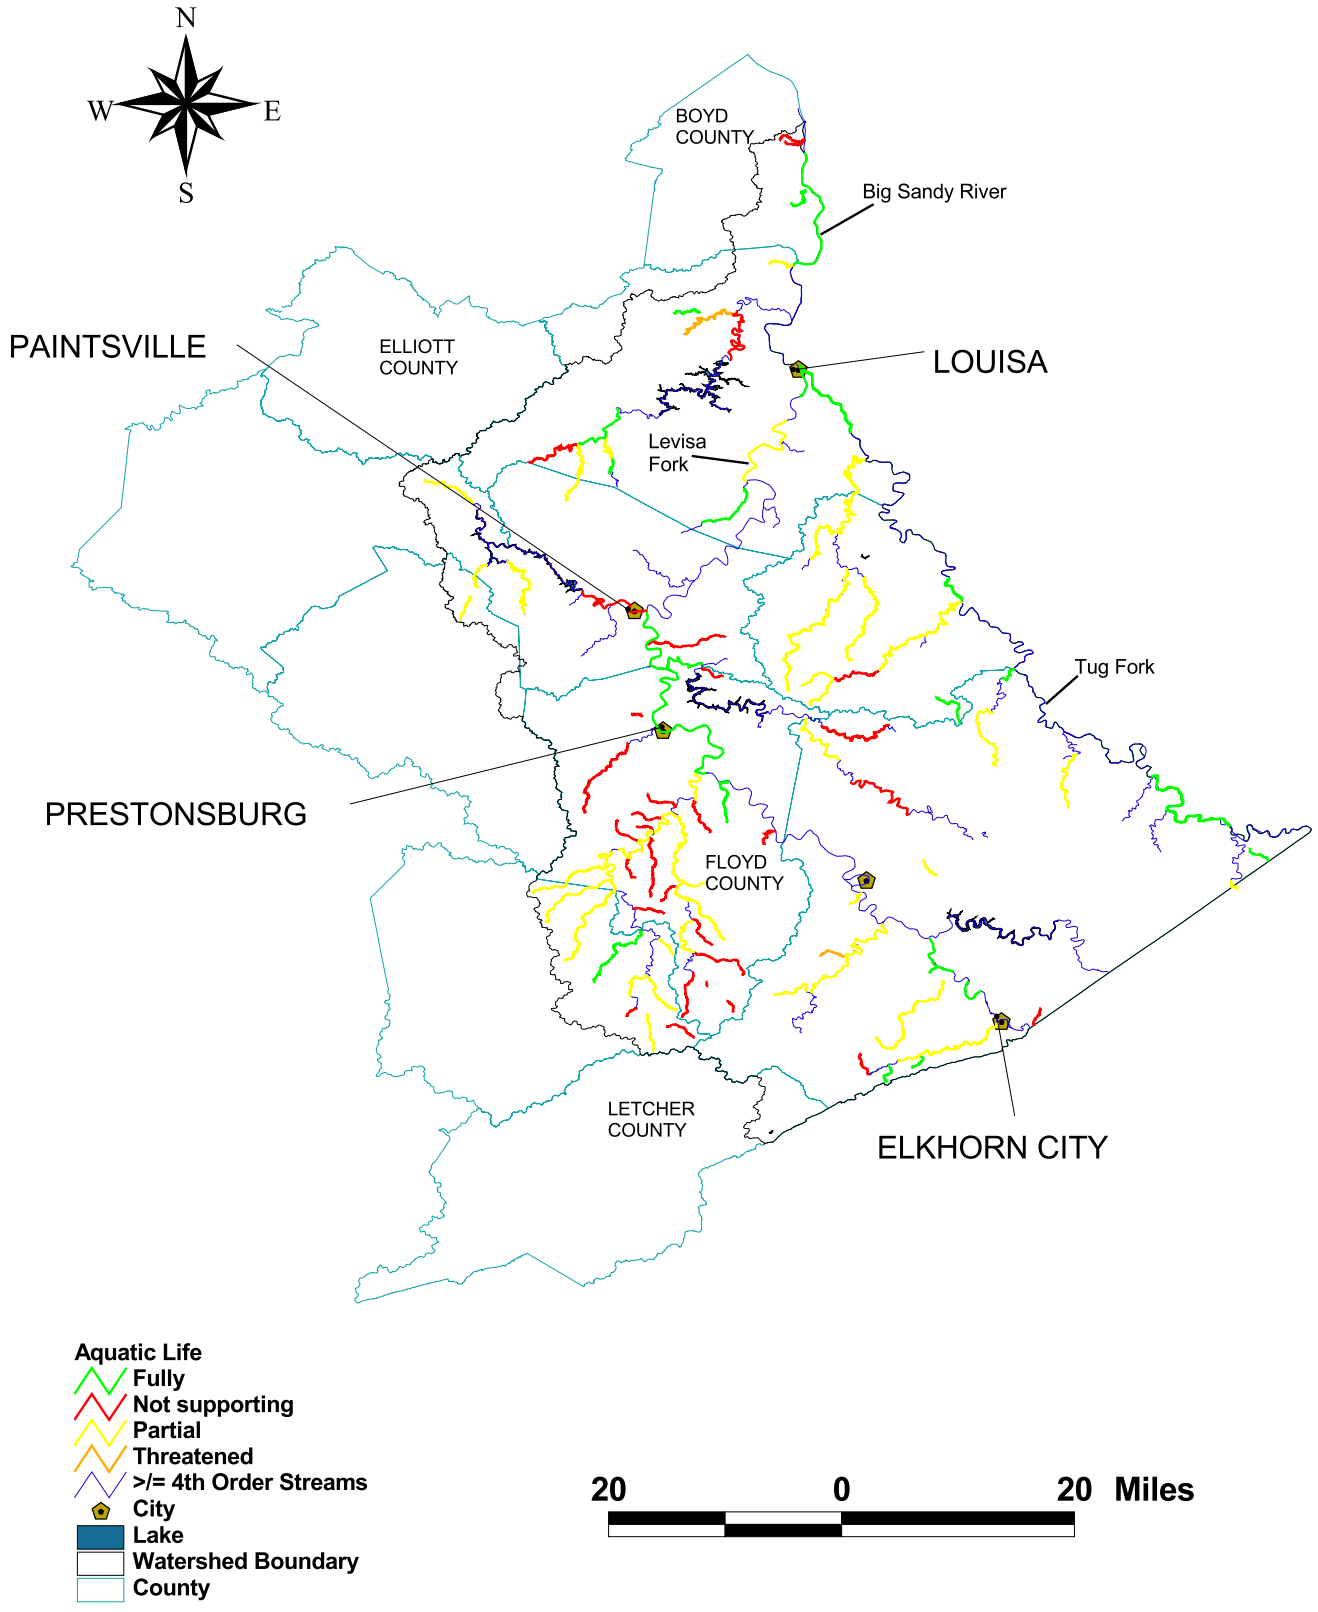 N
W
E
S
BOYD
COUNTY
Big Sandy River
PAINTSVILLE
ELLIOTT
COUNTY
LOUISA
Levisa
Fork
Tug Fork
PRESTONSBURG
FLOYD
COUNTY
LETCHER
COUNTY
ELKHORN CITY
Aquatic Life
Fully
Not supporting
Partial
Threatened
>/= 4th Order Streams
City
Lake
Watershed Boundary
County
20 0 20 Miles